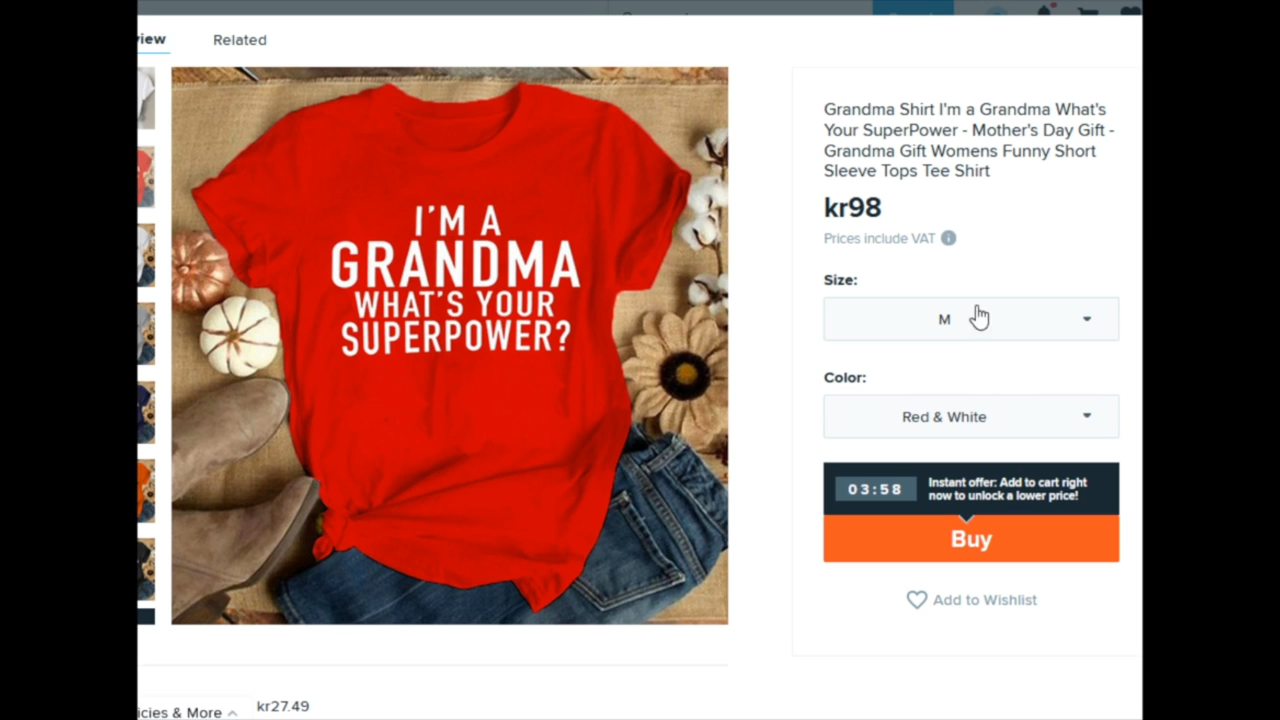 view
Related
I'M A
GRANDMA
WHAT'S YOUR
SUPERPOWER?
Grandma Shirt I'm a Grandma What's
Your SuperPower - Mother's Day Gift -
Grandma Gift Womens Funny Short
Sleeve Tops Tee Shirt
kr98
Prices include VAT
Size:
M
Color:
Red & White
03:58
Instant offer: Add to cart right
now to unlock a lower price!
Buy
Add to Wishlist
icies & More
kr27.49